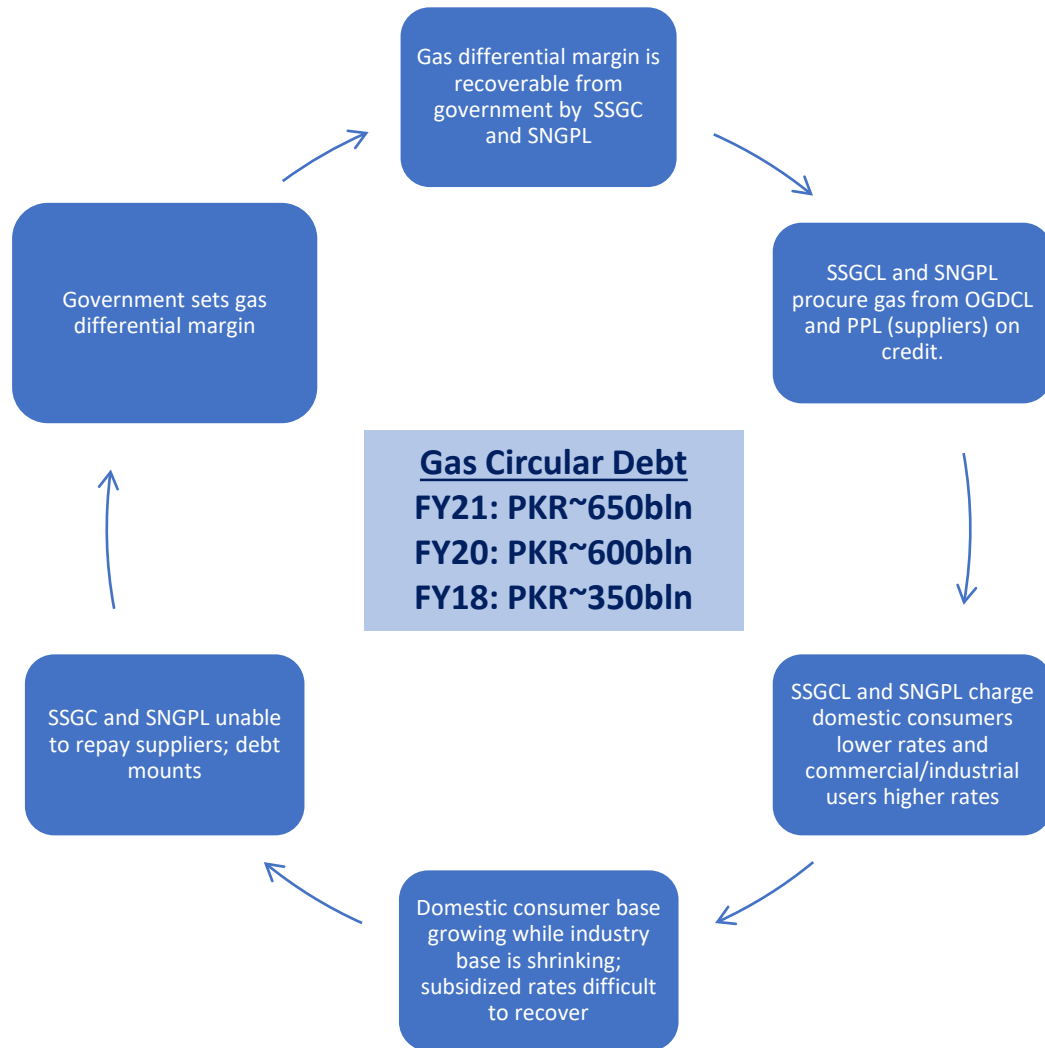 Gas differential margin is
recoverable from
government by SSGC
and SNGPL
SSGCL and SNGPL
procure gas from OGDCL
and PPL (suppliers) on
credit.
SSGCL and SNGPL charge
domestic consumers
lower rates and
commercial/industrial
users higher rates
Domestic consumer base
growing while industry
base is shrinking;
subsidized rates difficult
to recover
SSGC and SNGPL unable
to repay suppliers; debt
mounts
Government sets gas
differential margin
Gas Circular Debt
FY21: PKR~650bln
FY20: PKR~600bln
FY18: PKR~350bln